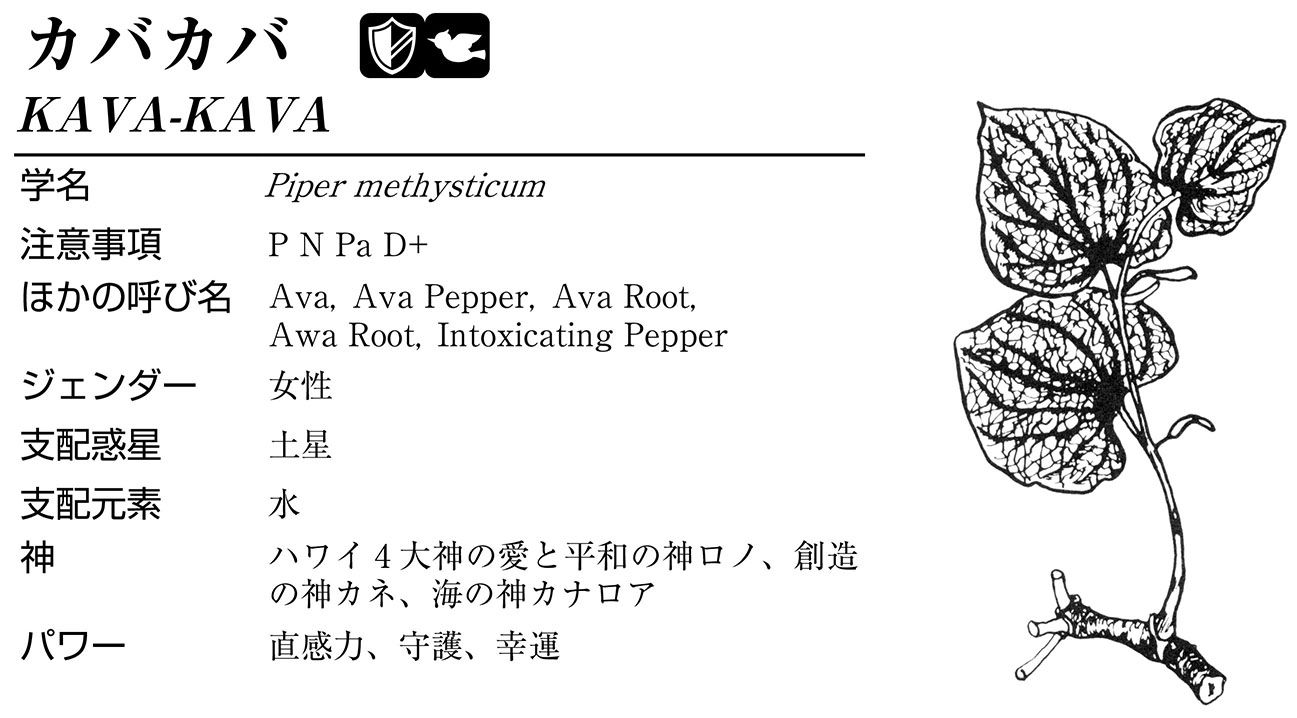 カバカバ
KAVA-KAVA
学名 Piper methysticum
注意事項 P N Pa D+
ほかの呼び名 Ava, Ava Pepper, Ava Root,
Awa Root, Intoxicating Pepper
ジェンダー 女性
支配惑星 土星
支配元素 水
神 ハワイ4大神の愛と平和の神ロノ、創造
の神カネ、海の神カナロア
パワー 直感力、守護、幸運